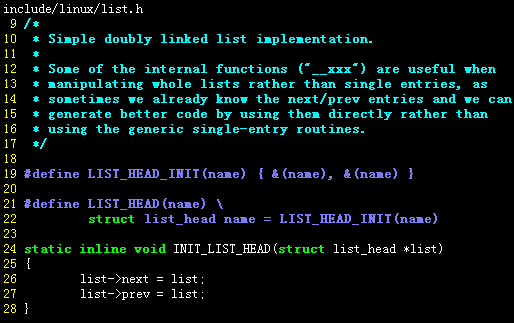 include/linux/list.h
9 /*
10  * Simple doubly linked list implementation.
11  *
12  * Some of the internal functions ("__xxx") are useful when
13  * manipulating whole lists rather than single entries, as
14  * sometimes we already know the next/prev entries and we can
15  * generate better code by using them directly rather than
16  * using the generic single-entry routines.
17  */
18
19 #define LIST_HEAD_INIT(name) { &(name), &(name) }
20
21 #define LIST_HEAD(name) \
22         struct list_head name = LIST_HEAD_INIT(name)
23
24 static inline void INIT_LIST_HEAD(struct list_head *list)
25 {
26         list->next = list;
27         list->prev = list;
28 }